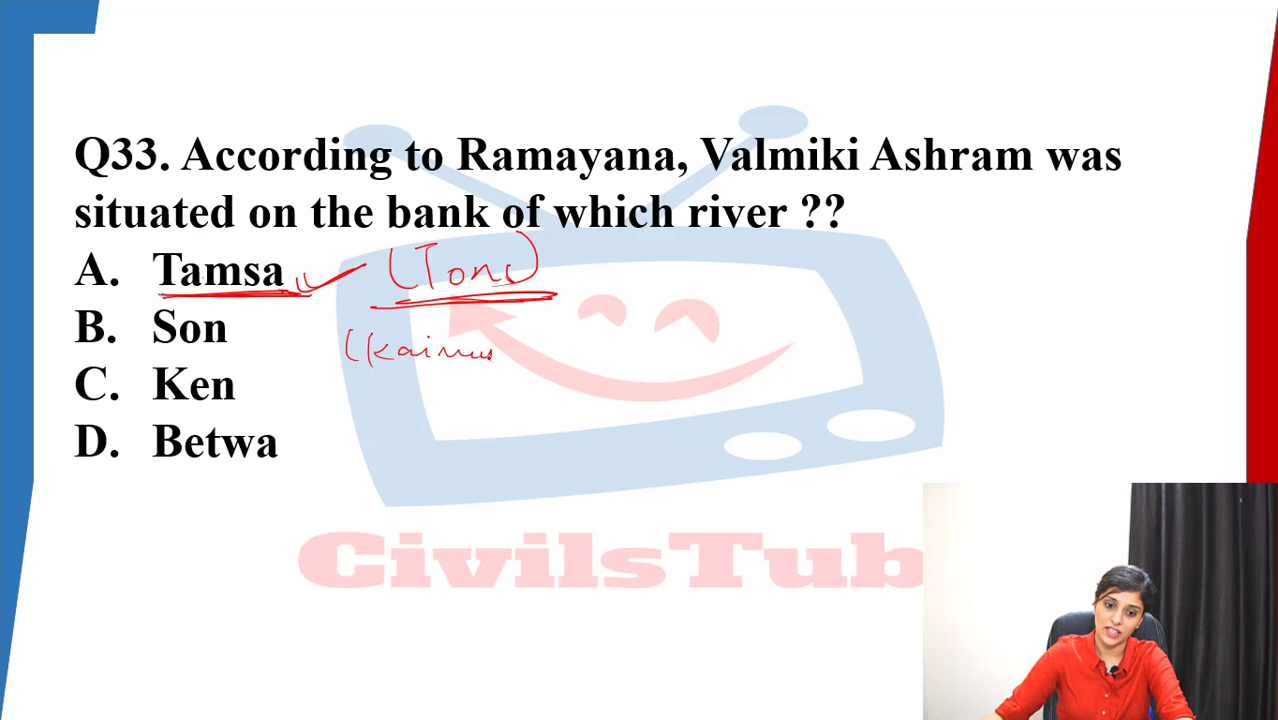 Q33. According to Ramayana, Valmiki Ashram was
situated on the bank of which river ??
A. Tamsa (Tons)
B. Son
(Kaimur
C. Ken
D. Betwa
CivilsTub